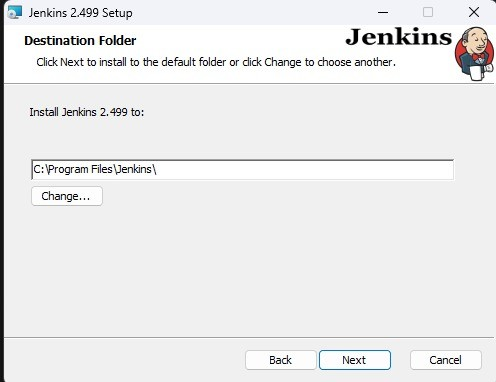 Jenkins 2.499 Setup
Destination Folder
Jenkins
Click Next to install to the default folder or click Change to choose another.
Install Jenkins 2.499 to:
C:\Program Files\Jenkins\
Change...
Back
Next
Cancel